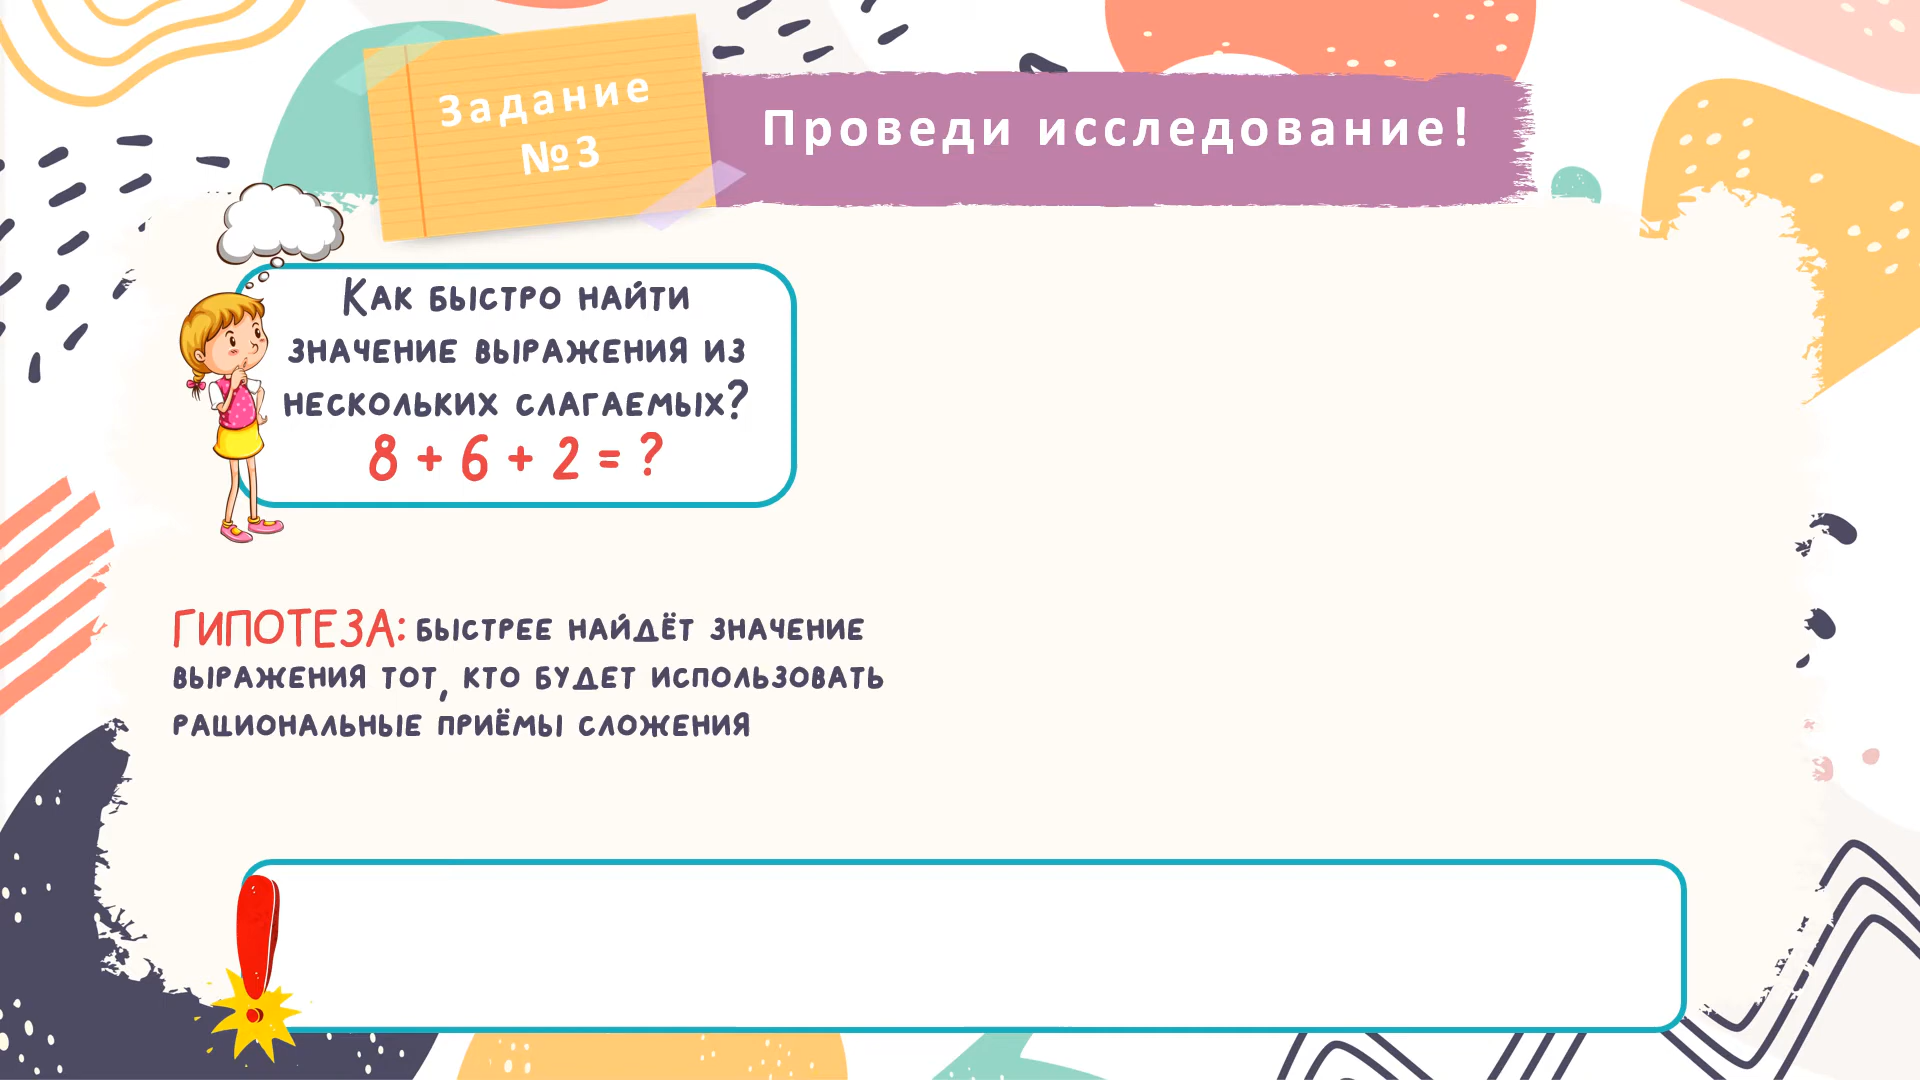 Задание
№3
Проведи исследование!
Как быстро найти
значение выражения из
нескольких слагаемых?
8 + 6 + 2 = ?
ГИПОТЕЗА: быстрее найдёт значение
выражения тот, кто будет использовать
рациональные приёмы сложения